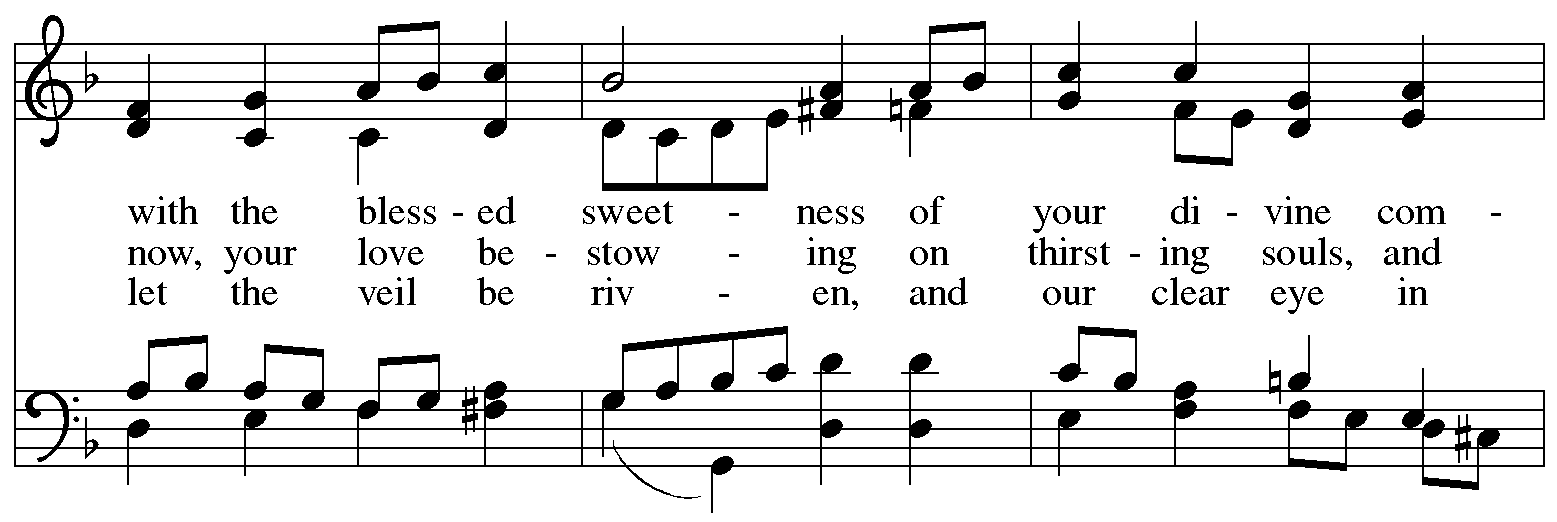 with the bless - ed sweet - ness of your di - vine com -
now, your love be - stow - ing on thirst - ing souls, and
let the veil be riv - en, and our clear eye in